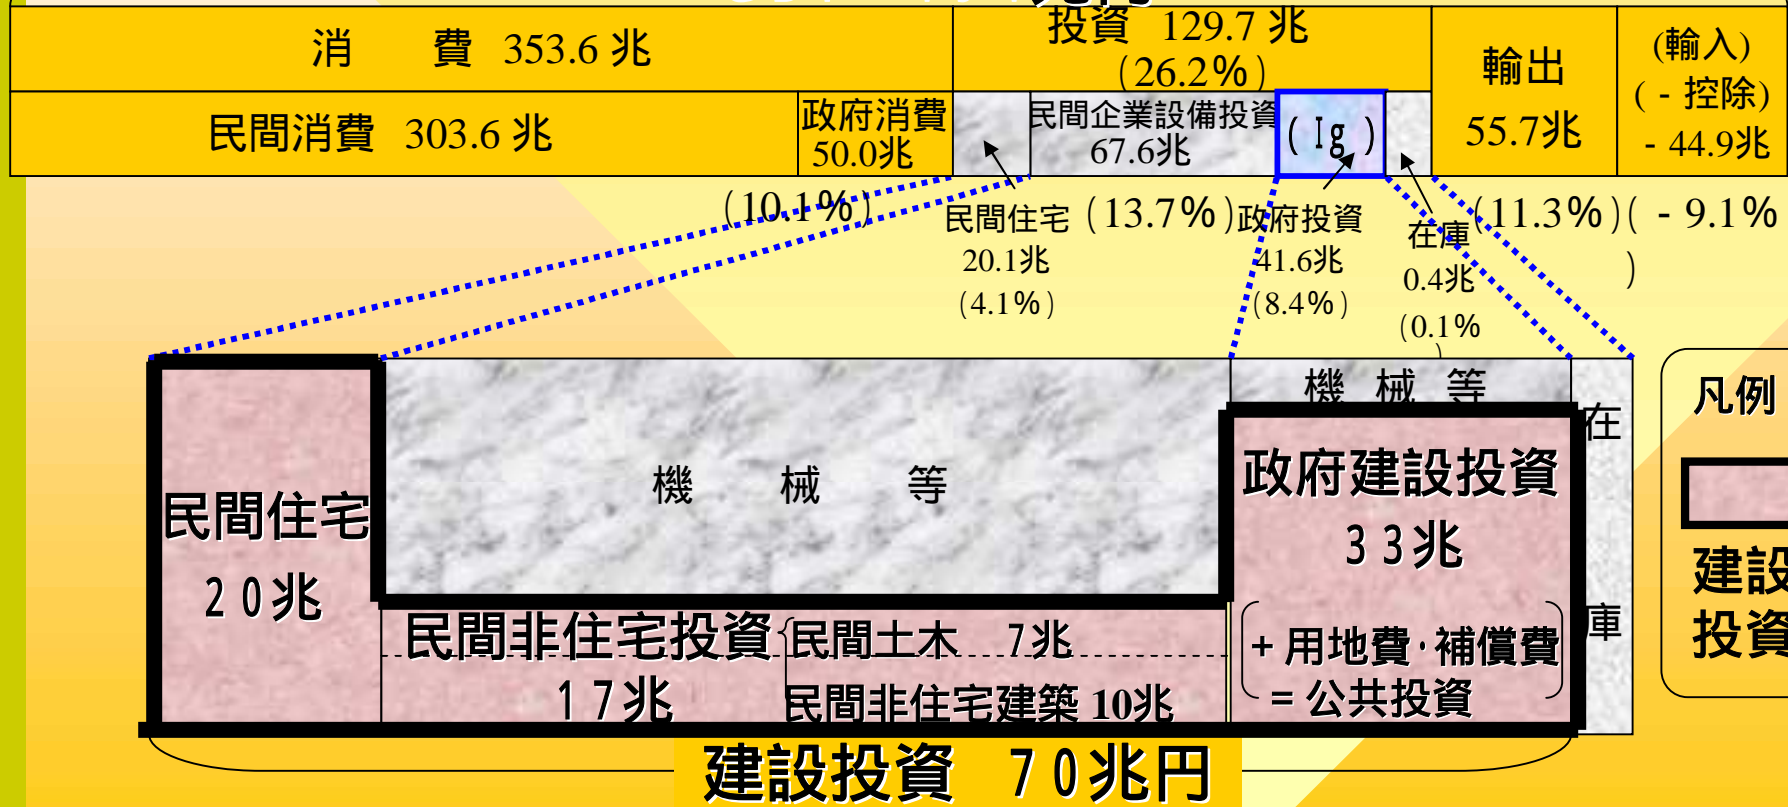 兆円
消　費 353.6 兆
投資 129.7 兆
(26.2%)
輸出
55.7兆
(輸入)
( - 控除)
- 44.9兆
民間消費 303.6 兆
政府消費
50.0兆
民間企業設備投資
67.6兆
( Ig )
(10.1%)
民間住宅
20.1兆
(4.1%)
(13.7%)
政府投資
41.6兆
(8.4%)
在庫
0.4兆
(0.1%
)
(11.3%)
( - 9.1%
)
機 械 等
機 械 等
在
庫
民間住宅
20兆
政府建設投資
33兆
+ 用地費·補償費
= 公共投資
民間非住宅投資
17兆
民間土木 7兆
民間非住宅建築 10兆
建設投資 70兆円
凡例
建設
投資